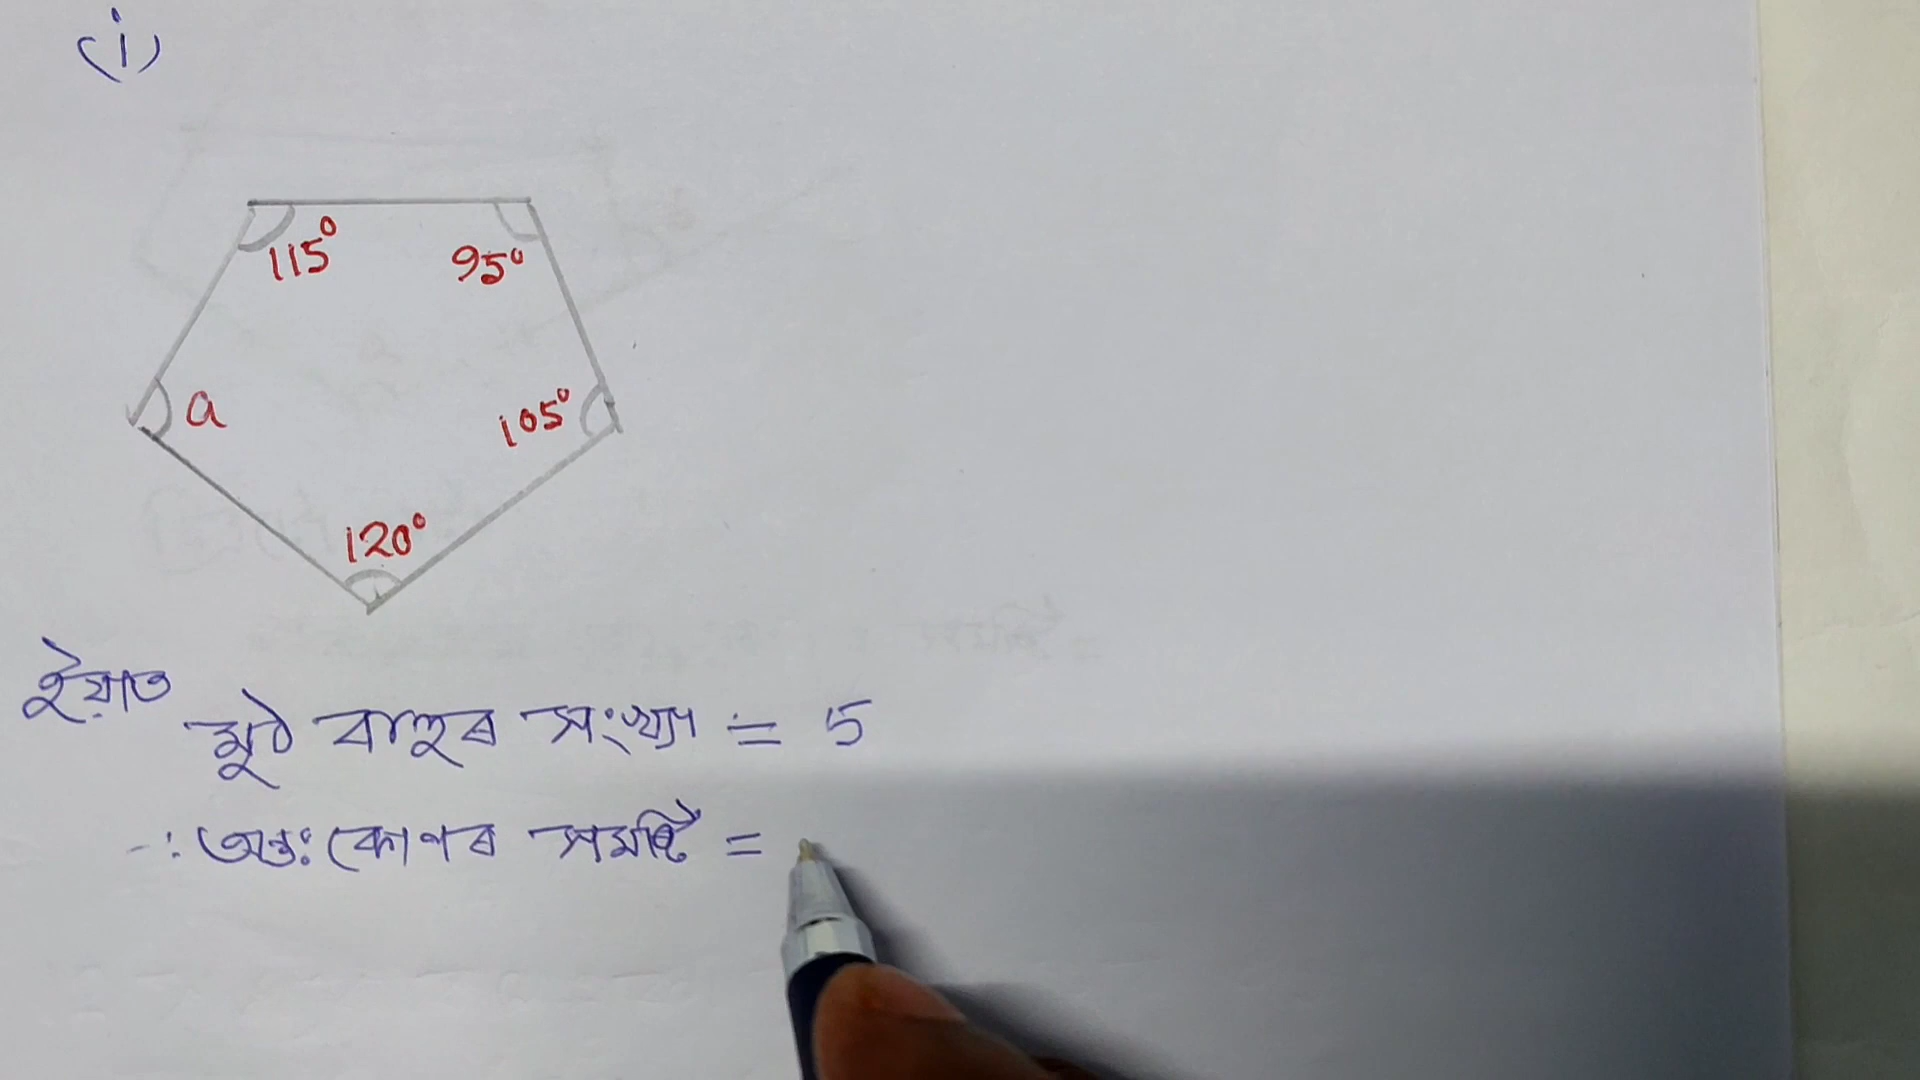 (i)
115° 95°
a 105°
120°
ইয়াত
মুঠ বাহুৰ সংখ্যা = 5
∴ অন্তঃকোণৰ সমষ্টি =